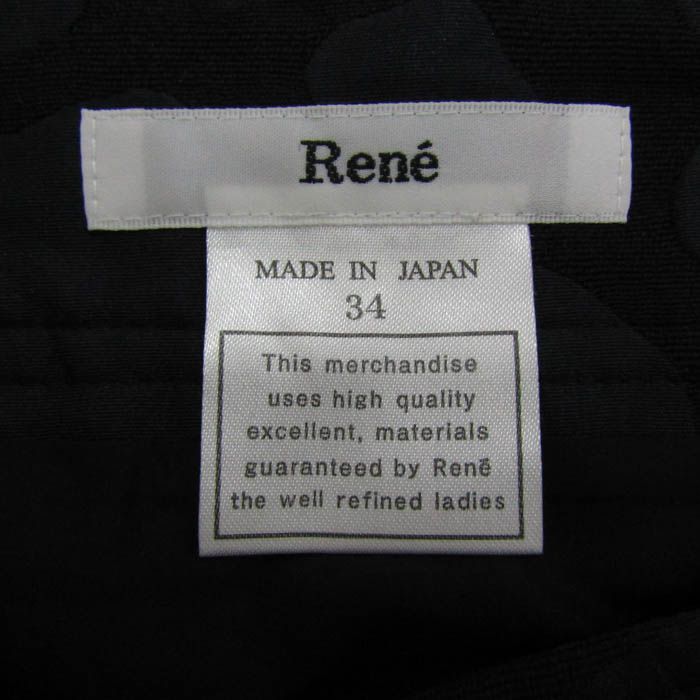 René
MADE IN JAPAN
34
This merchandise
uses high quality
excellent, materials
guaranteed by René
the well refined ladies